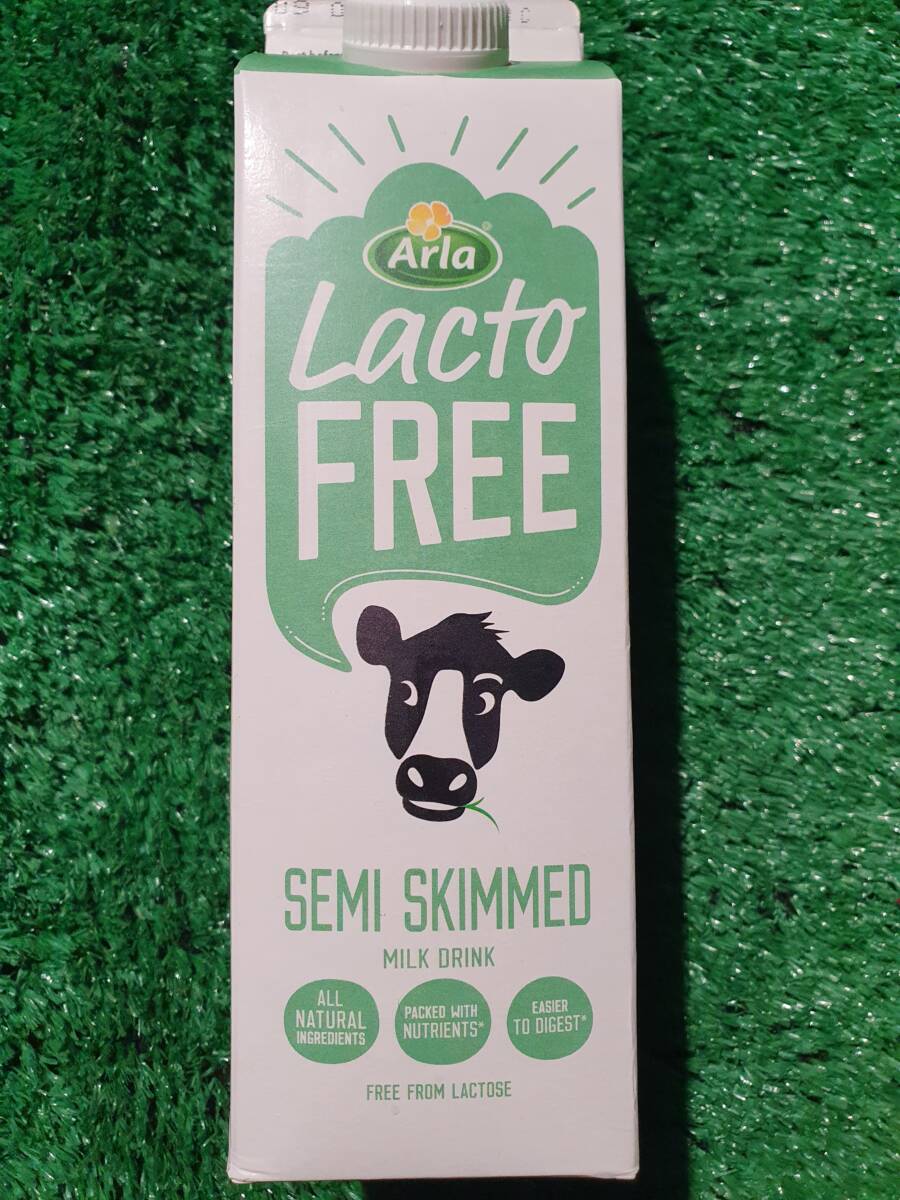 Arla
Lacto
FREE
SEMI SKIMMED
MILK DRINK
ALL
NATURAL
INGREDIENTS
PACKED WITH
NUTRIENTS*
EASIER
TO DIGEST*
FREE FROM LACTOSE